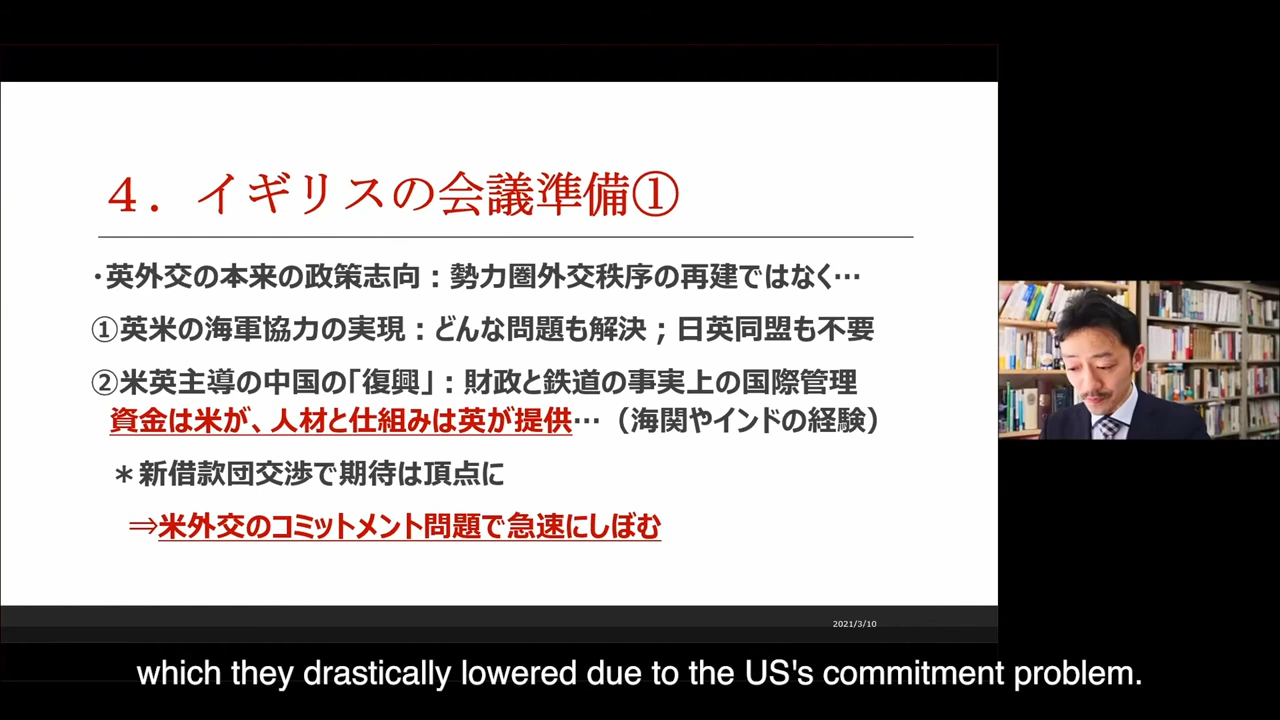 ４．イギリスの会議準備①
・英外交の本来の政策志向：勢力圏外交秩序の再建ではなく…
①英米の海軍協力の実現：どんな問題も解決；日英同盟も不要
②米英主導の中国の「復興」：財政と鉄道の事実上の国際管理
資金は米が、人材と仕組みは英が提供…（海関やインドの経験）
＊新借款団交渉で期待は頂点に
⇒米外交のコミットメント問題で急速にしぼむ
2021/3/10
which they drastically lowered due to the US's commitment problem.